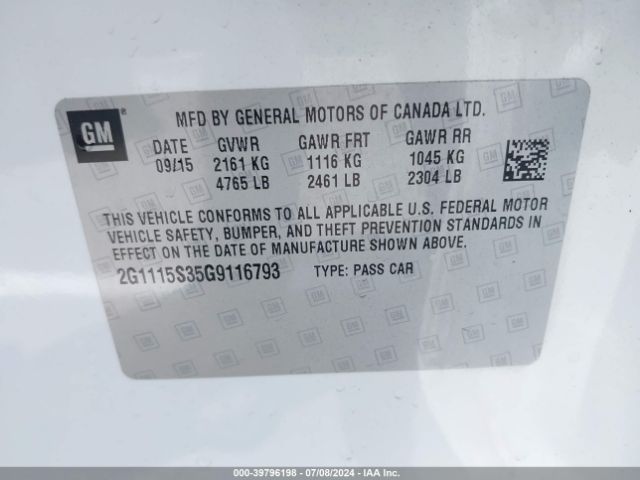 GM
MFD BY GENERAL MOTORS OF CANADA LTD.
DATE GVWR GAWR FRT GAWR RR
09/15 2161 KG 1116 KG 1045 KG
4765 LB 2461 LB 2304 LB
THIS VEHICLE CONFORMS TO ALL APPLICABLE U.S. FEDERAL MOTOR
VEHICLE SAFETY, BUMPER, AND THEFT PREVENTION STANDARDS IN
EFFECT ON THE DATE OF MANUFACTURE SHOWN ABOVE.
2G1115S35G9116793 TYPE: PASS CAR
000-39796198 - 07/08/2024 - IAA Inc.